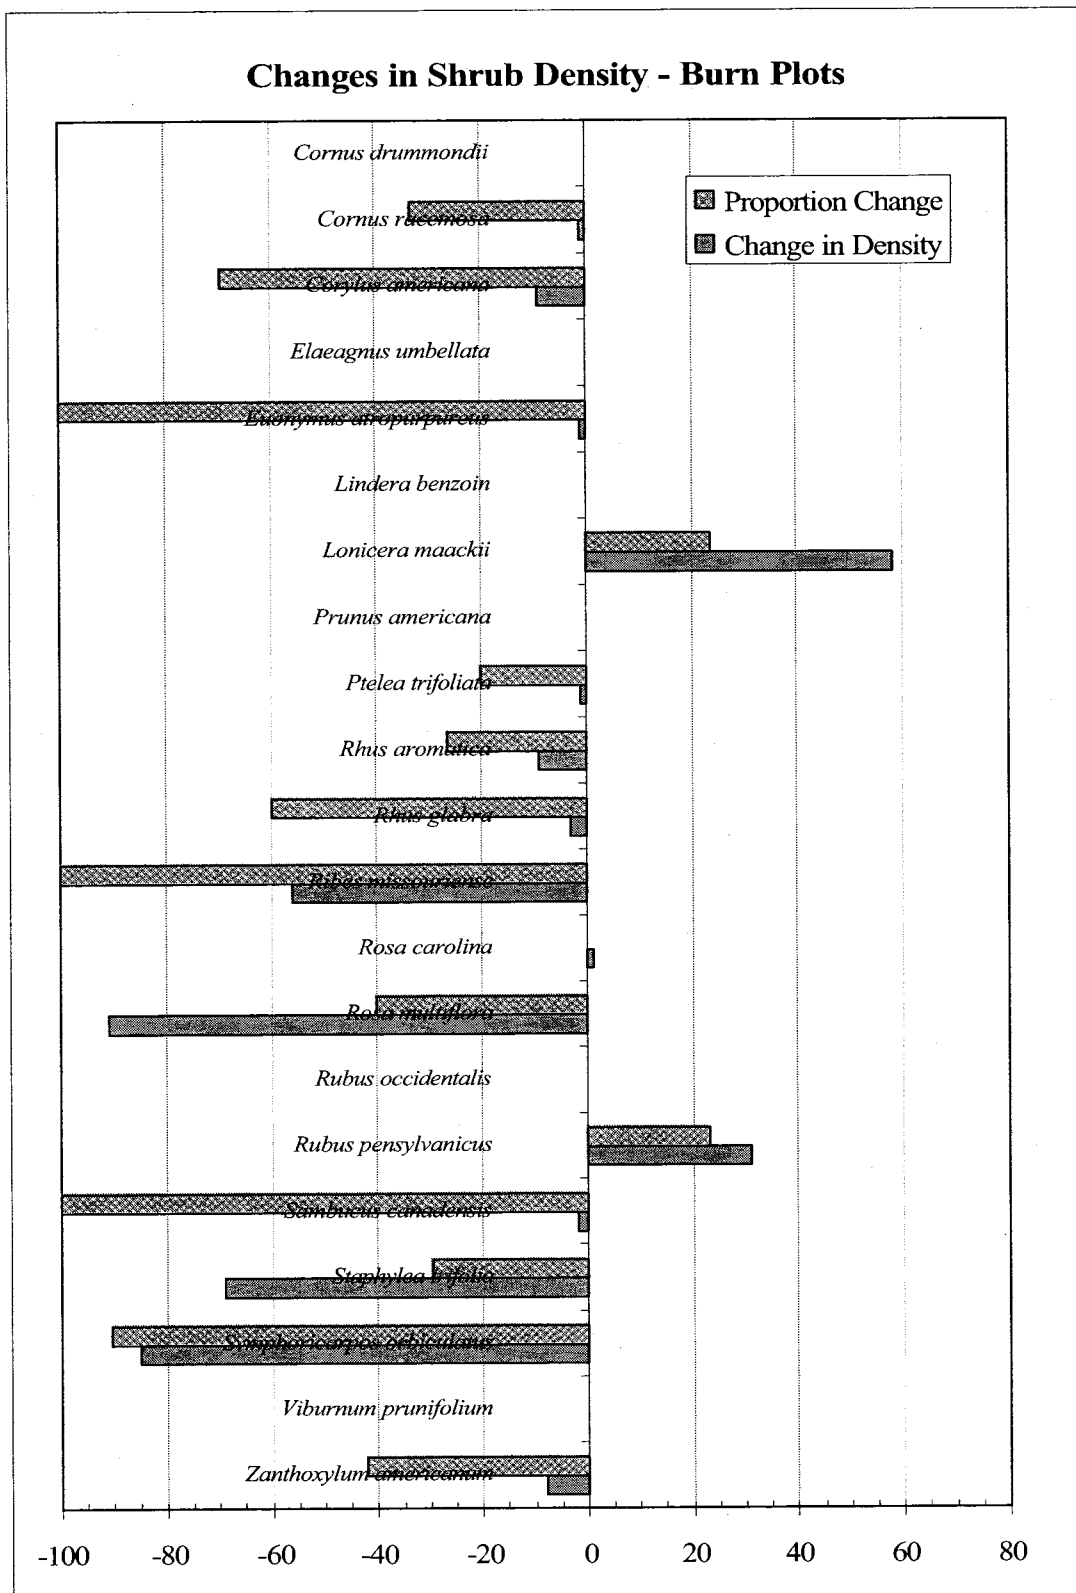 Changes in Shrub Density - Burn Plots
Cornus drummondii
Cornus racemosa
Corylus americana
Elaeagnus umbellata
Euonymus atropurpureus
Lindera benzoin
Lonicera maackii
Prunus americana
Ptelea trifoliata
Rhus aromatica
Rhus glabra
Ribes missouriense
Rosa carolina
Rosa multiflora
Rubus occidentalis
Rubus pensylvanicus
Sambucus canadensis
Staphylea trifolia
Symphoricarpos orbiculatus
Viburnum prunifolium
Zanthoxylum americanum
Proportion Change
Change in Density
-100 -80 -60 -40 -20 0 20 40 60 80